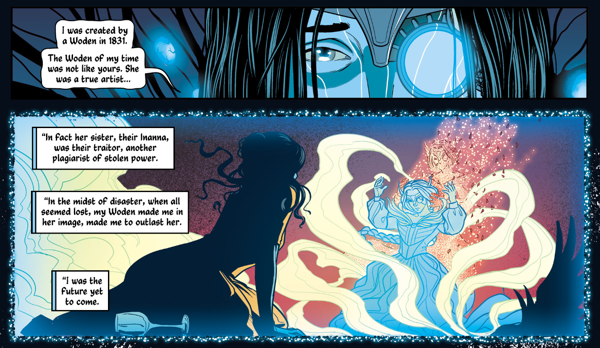 I was created by
a Woden in 1831.
The Woden of my time
was not like yours. She
was a true artist...
"In fact her sister, their Inanna,
was their traitor, another
plagiarist of stolen power.
"In the midst of disaster, when all
seemed lost, my Woden made me in
her image, made me to outlast her.
"I was the
Future yet
to come.